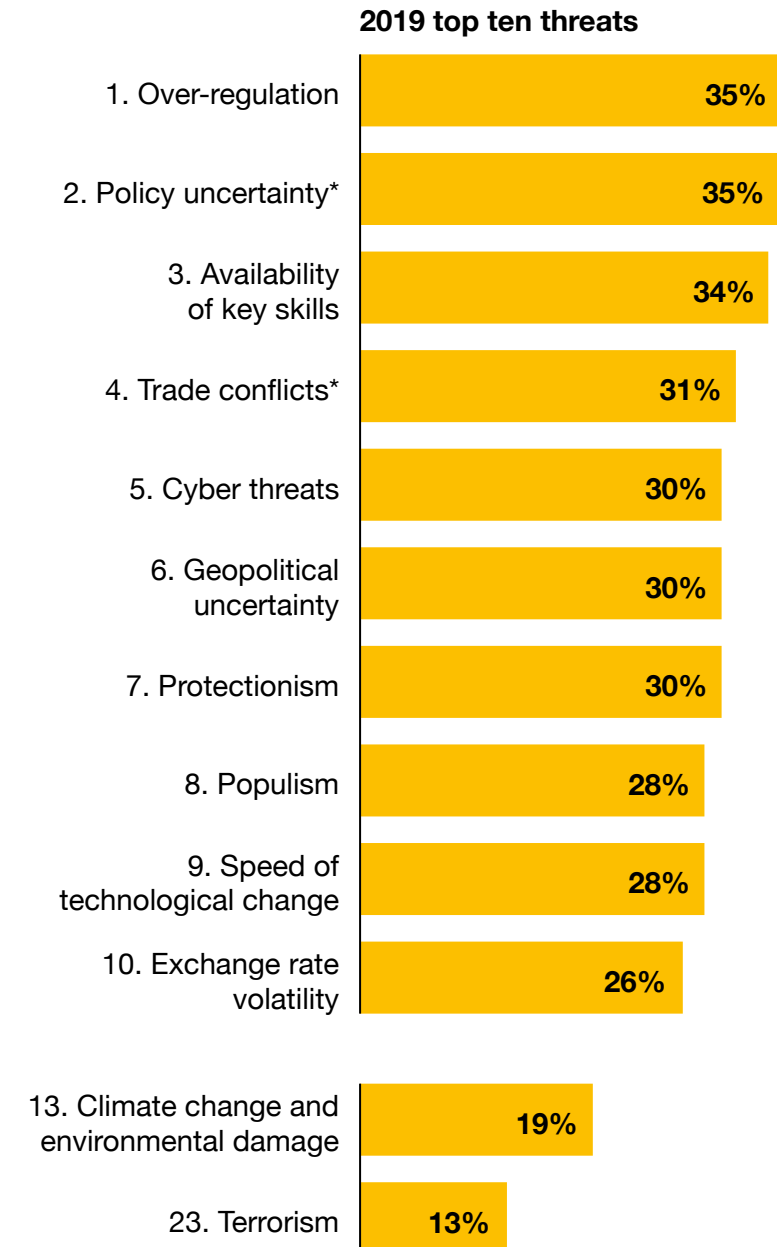 2019 top ten threats
1. Over-regulation
35%
2. Policy uncertainty*
35%
3. Availability
of key skills
34%
4. Trade conflicts*
31%
5. Cyber threats
30%
6. Geopolitical
uncertainty
30%
7. Protectionism
30%
8. Populism
28%
9. Speed of
technological change
28%
10. Exchange rate
volatility
26%
13. Climate change and
environmental damage
19%
23. Terrorism
13%